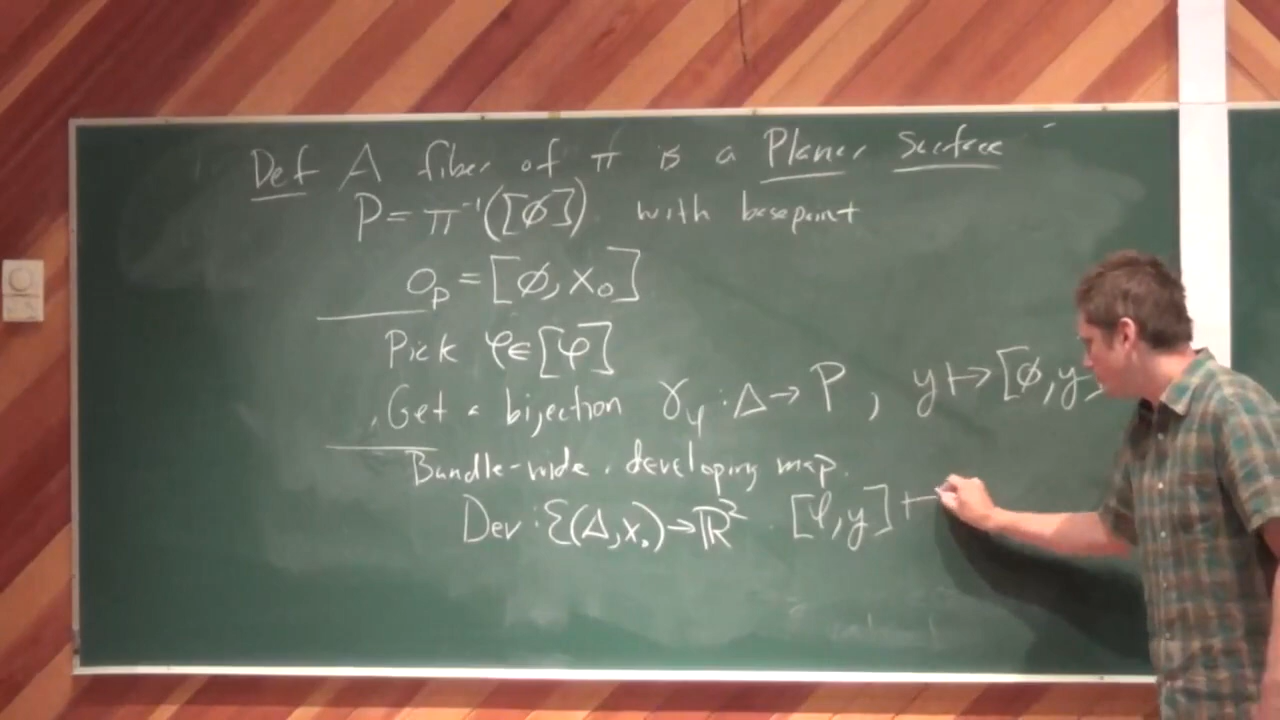 Def A fiber of π is a Planar Surface
P = π⁻¹([ϕ]) with basepoint
O_P = [ϕ, x₀]
Pick φ ∈ [φ]
Get a bijection γ_φ : Δ → P, y ↦ [ϕ, y]
Bundle-wide developing map.
Dev : Ɛ(Δ, x₀) → ℝ² [φ, y] ↦